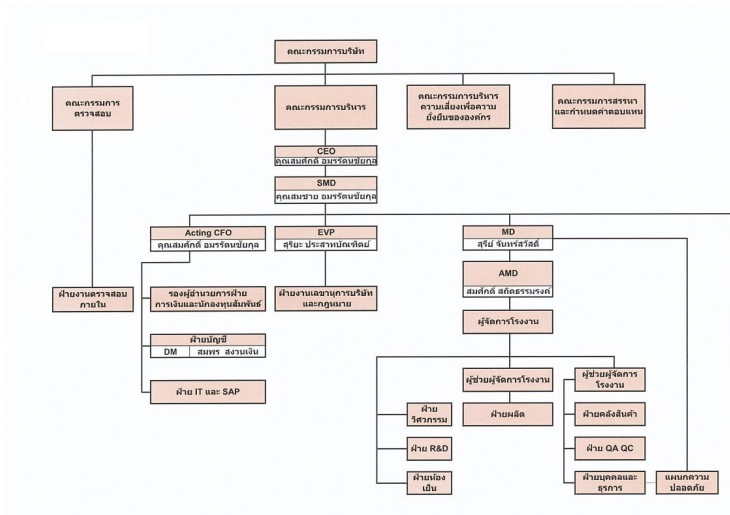 คณะกรรมการบริษัท
คณะกรรมการ
ตรวจสอบ
คณะกรรมการบริหาร
คณะกรรมการบริหาร
ความเสี่ยงเพื่อความ
ยั่งยืนขององค์กร
คณะกรรมการสรรหา
และกำหนดค่าตอบแทน
CEO
คุณสมศักดิ์ อมรรัตนชัยกุล
SMD
คุณสมชาย อมรรัตนชัยกุล
Acting CFO
คุณสมศักดิ์ อมรรัตนชัยกุล
EVP
สุริยะ ประสาทบัณฑิตย์
MD
สุรีย์ จันทร์สวัสดิ์
AMD
สมศักดิ์ สถิตธรรมรงค์
ฝ่ายงานตรวจสอบ
ภายใน
รองผู้อำนวยการฝ่าย
การเงินและนักลงทุนสัมพันธ์
ฝ่ายงานเลขานุการบริษัท
และกฎหมาย
ผู้จัดการโรงงาน
ฝ่ายบัญชี
DM สมพร สงวนเงิน
ฝ่าย IT และ SAP
ผู้ช่วยผู้จัดการโรงงาน
ผู้ช่วยผู้จัดการ
โรงงาน
ฝ่าย
วิศวกรรม
ฝ่ายผลิต
ฝ่ายคลังสินค้า
ฝ่าย R&D
ฝ่าย QA QC
ฝ่ายห้อง
เย็น
ฝ่ายบุคคลและ
ธุรการ
แผนกความ
ปลอดภัย